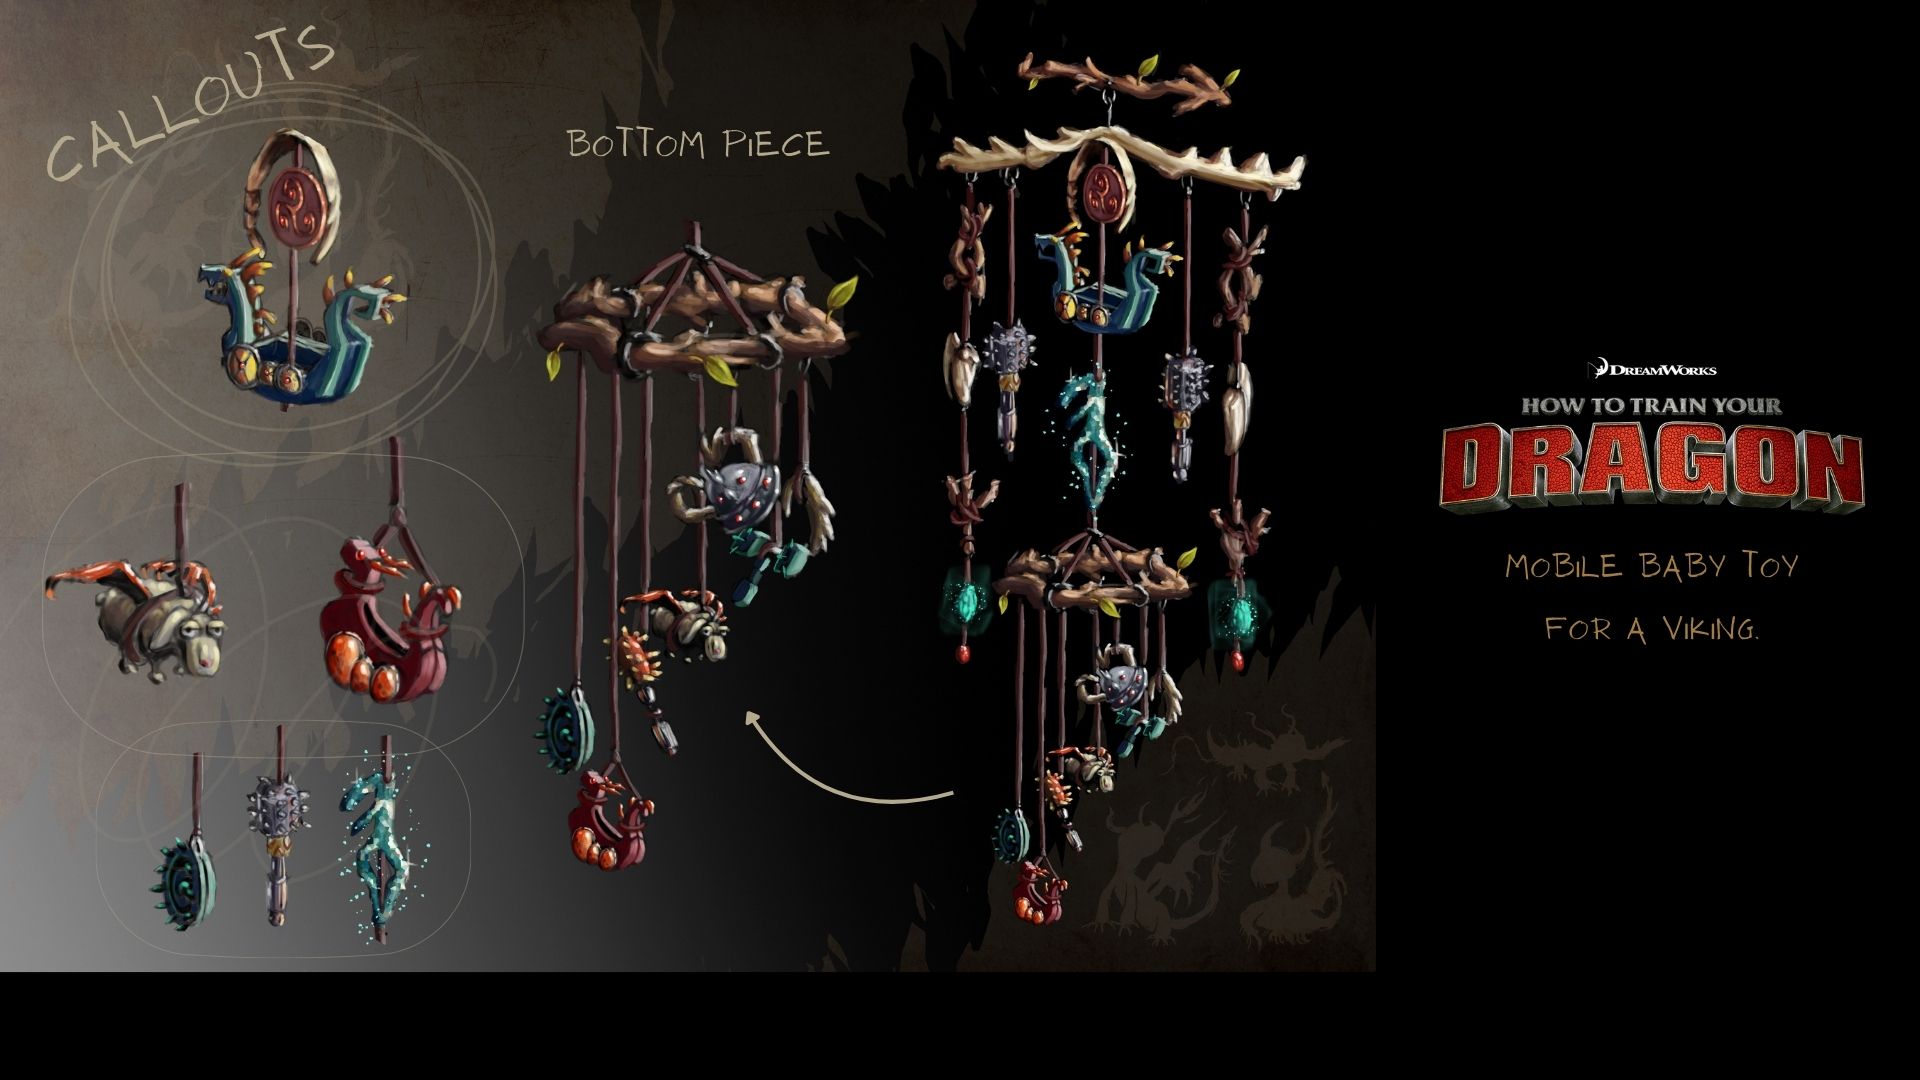 CALLOUTS
BOTTOM PIECE
DREAMWORKS
HOW TO TRAIN YOUR
DRAGON
MOBILE BABY TOY
FOR A VIKING.